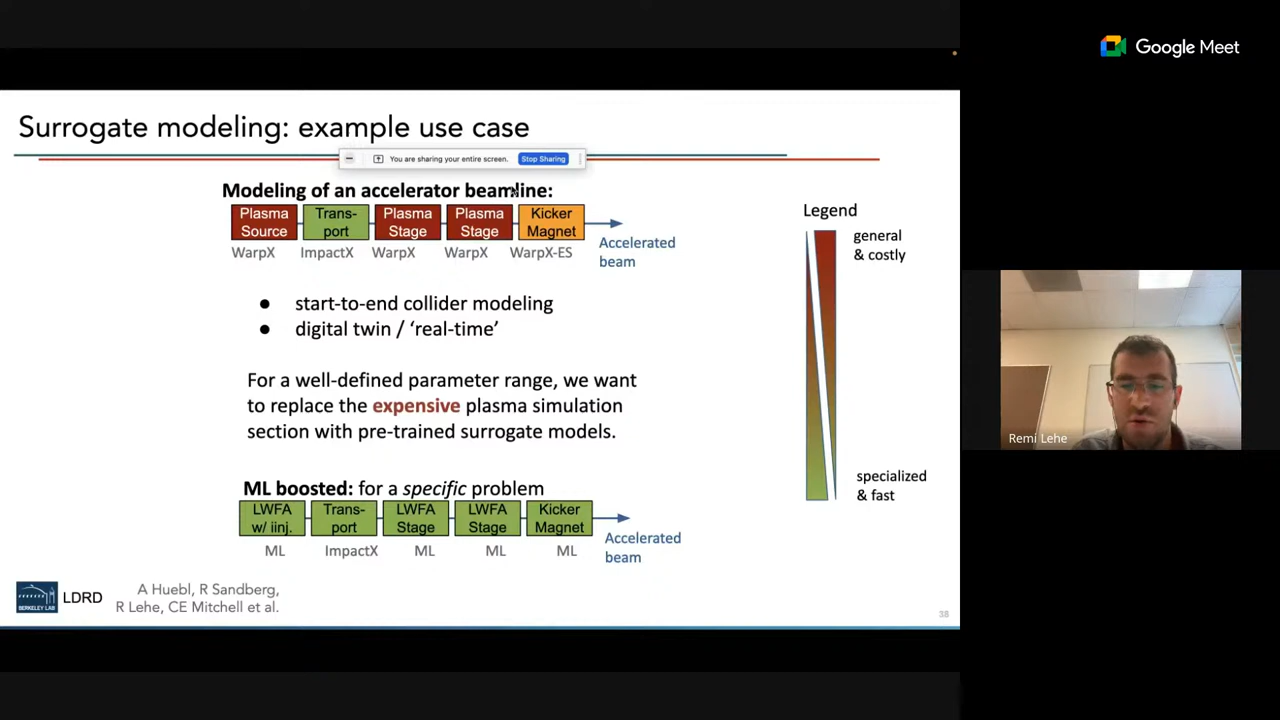 Google Meet
Surrogate modeling: example use case
You are sharing your entire screen.
Stop Sharing
Modeling of an accelerator beamline:
Plasma Source
Trans-port
Plasma Stage
Plasma Stage
Kicker Magnet
Accelerated beam
WarpX
ImpactX
WarpX
WarpX
WarpX-ES
● start-to-end collider modeling
● digital twin / ‘real-time’
For a well-defined parameter range, we want
to replace the expensive plasma simulation
section with pre-trained surrogate models.
ML boosted: for a specific problem
LWFA w/ iinj.
Trans-port
LWFA Stage
LWFA Stage
Kicker Magnet
Accelerated beam
ML
ImpactX
ML
ML
ML
Legend
general
& costly
specialized
& fast
BERKELEY LAB
LDRD
A Huebl, R Sandberg,
R Lehe, CE Mitchell et al.
38
Remi Lehe